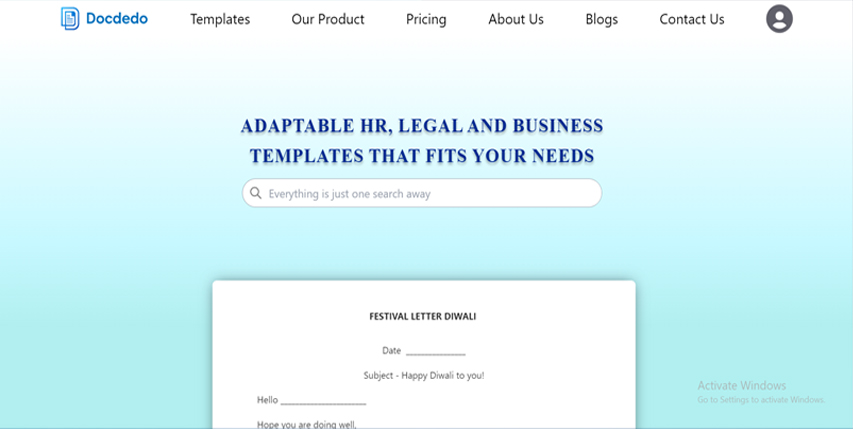 Docdedo Templates Our Product Pricing About Us Blogs Contact Us
ADAPTABLE HR, LEGAL AND BUSINESS
TEMPLATES THAT FITS YOUR NEEDS
Everything is just one search away
FESTIVAL LETTER DIWALI
Date ______________
Subject - Happy Diwali to you!
Hello ____________________
Hope you are doing well,
Activate Windows
Go to Settings to activate Windows.